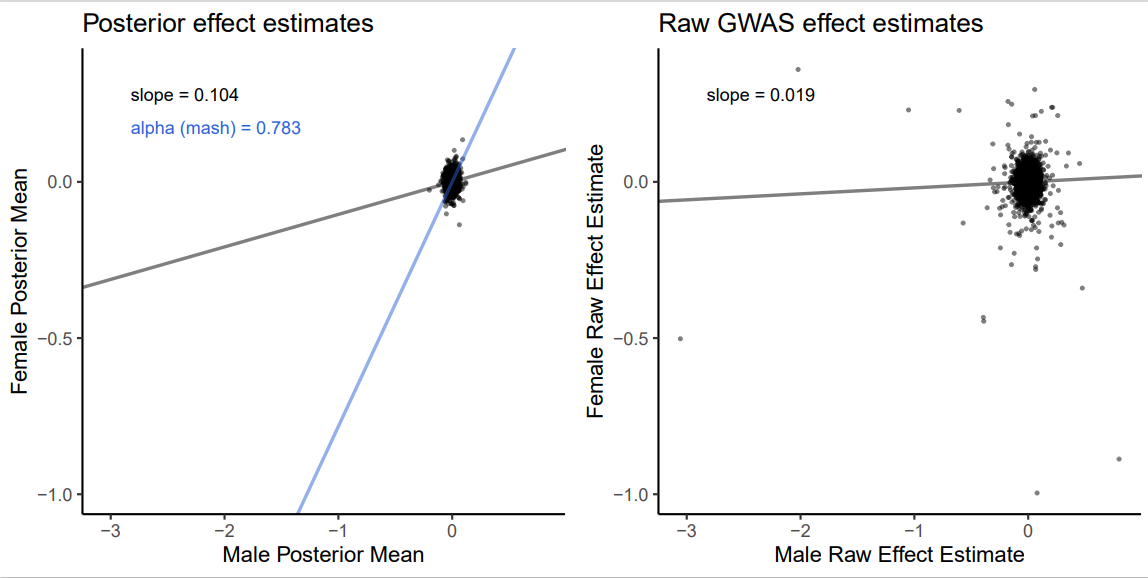 Posterior effect estimates
slope = 0.104
alpha (mash) = 0.783
Female Posterior Mean
0.0
−0.5
−1.0
−3
−2
−1
0
Male Posterior Mean
Raw GWAS effect estimates
slope = 0.019
Female Raw Effect Estimate
0.0
−0.5
−1.0
−3
−2
−1
0
Male Raw Effect Estimate